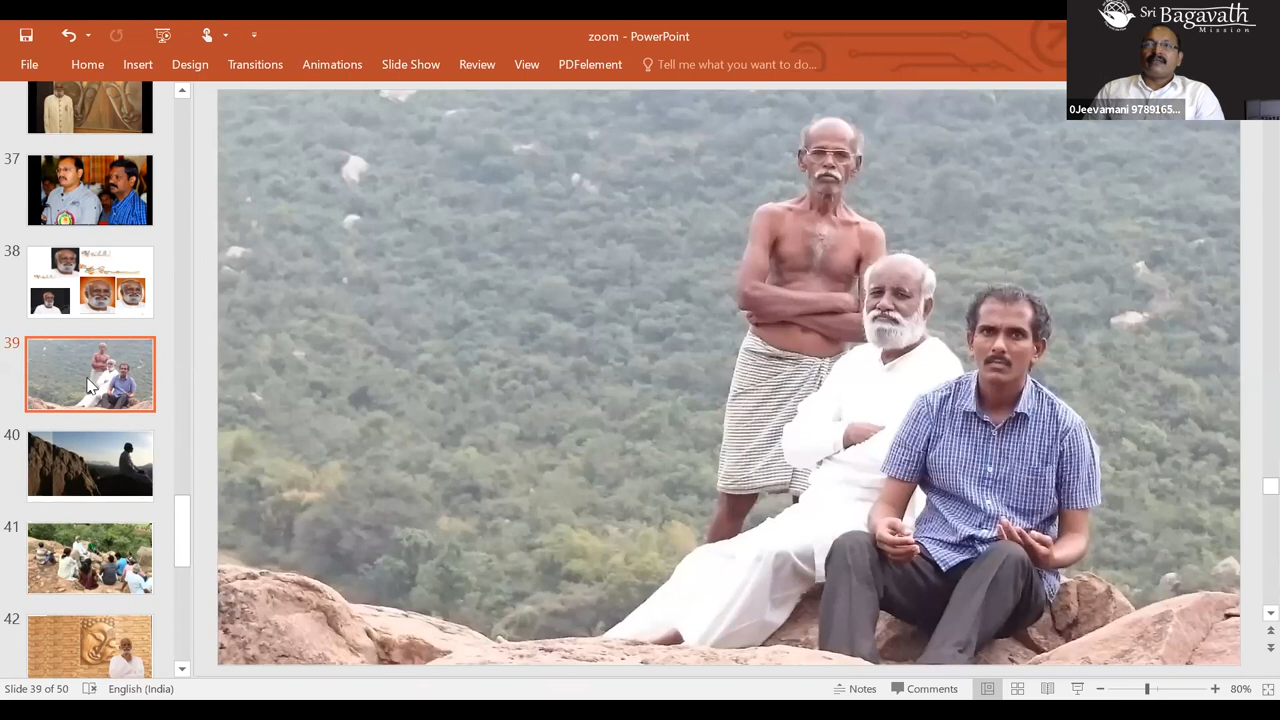 zoom - PowerPoint
Sri Bagavath
Mission
File Home Insert Design Transitions Animations Slide Show Review View PDFelement Tell me what you want to do...
0Jeevamani 9789165...
37
38
39
40
41
42
Slide 39 of 50 English (India) Notes Comments 80%